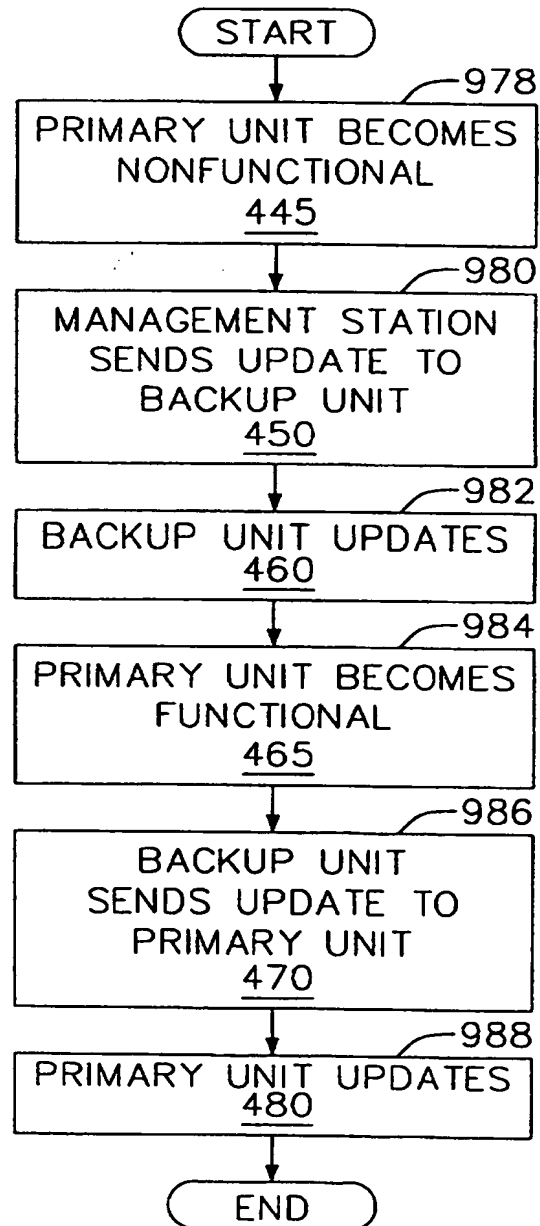 START
978
PRIMARY UNIT BECOMES
NONFUNCTIONAL
445
980
MANAGEMENT STATION
SENDS UPDATE TO
BACKUP UNIT
450
982
BACKUP UNIT UPDATES
460
984
PRIMARY UNIT BECOMES
FUNCTIONAL
465
986
BACKUP UNIT
SENDS UPDATE TO
PRIMARY UNIT
470
988
PRIMARY UNIT UPDATES
480
END